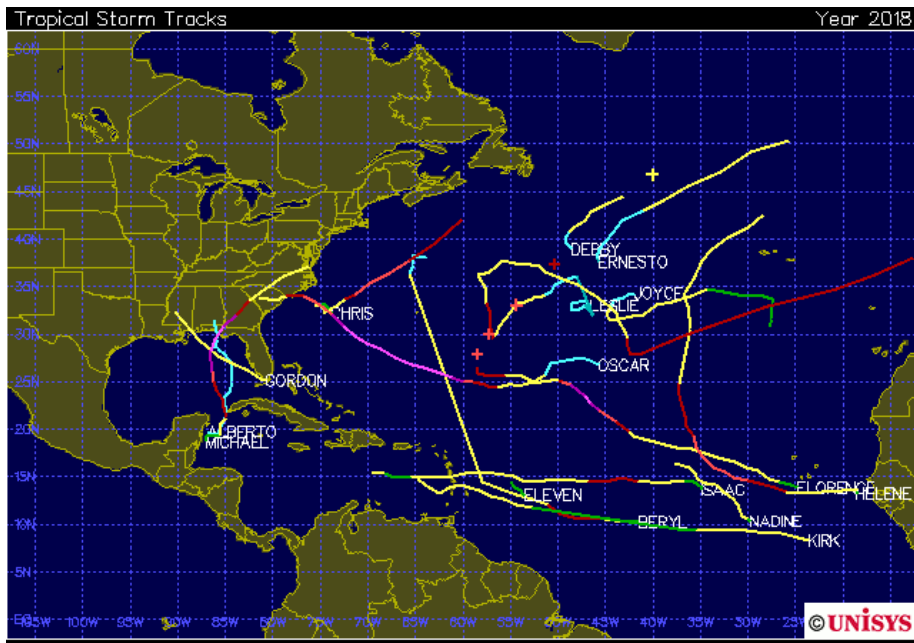 Tropical Storm Tracks Year 2018
60N
55N
50N
45N
40N
DEBBY
ERNESTO
35N
JOYCE
LESLIE
CHRIS
30N
OSCAR
25N
GORDON
20N
ALBERTO
MICHAEL
15N
ELEVEN
ISAAC
FLORENCE
HELENE
10N
BERYL
NADINE
KIRK
5N
EQ
105W 100W 95W 90W 85W 80W 75W 70W 65W 60W 55W 50W 45W 40W 35W 30W 25W
© UNISYS